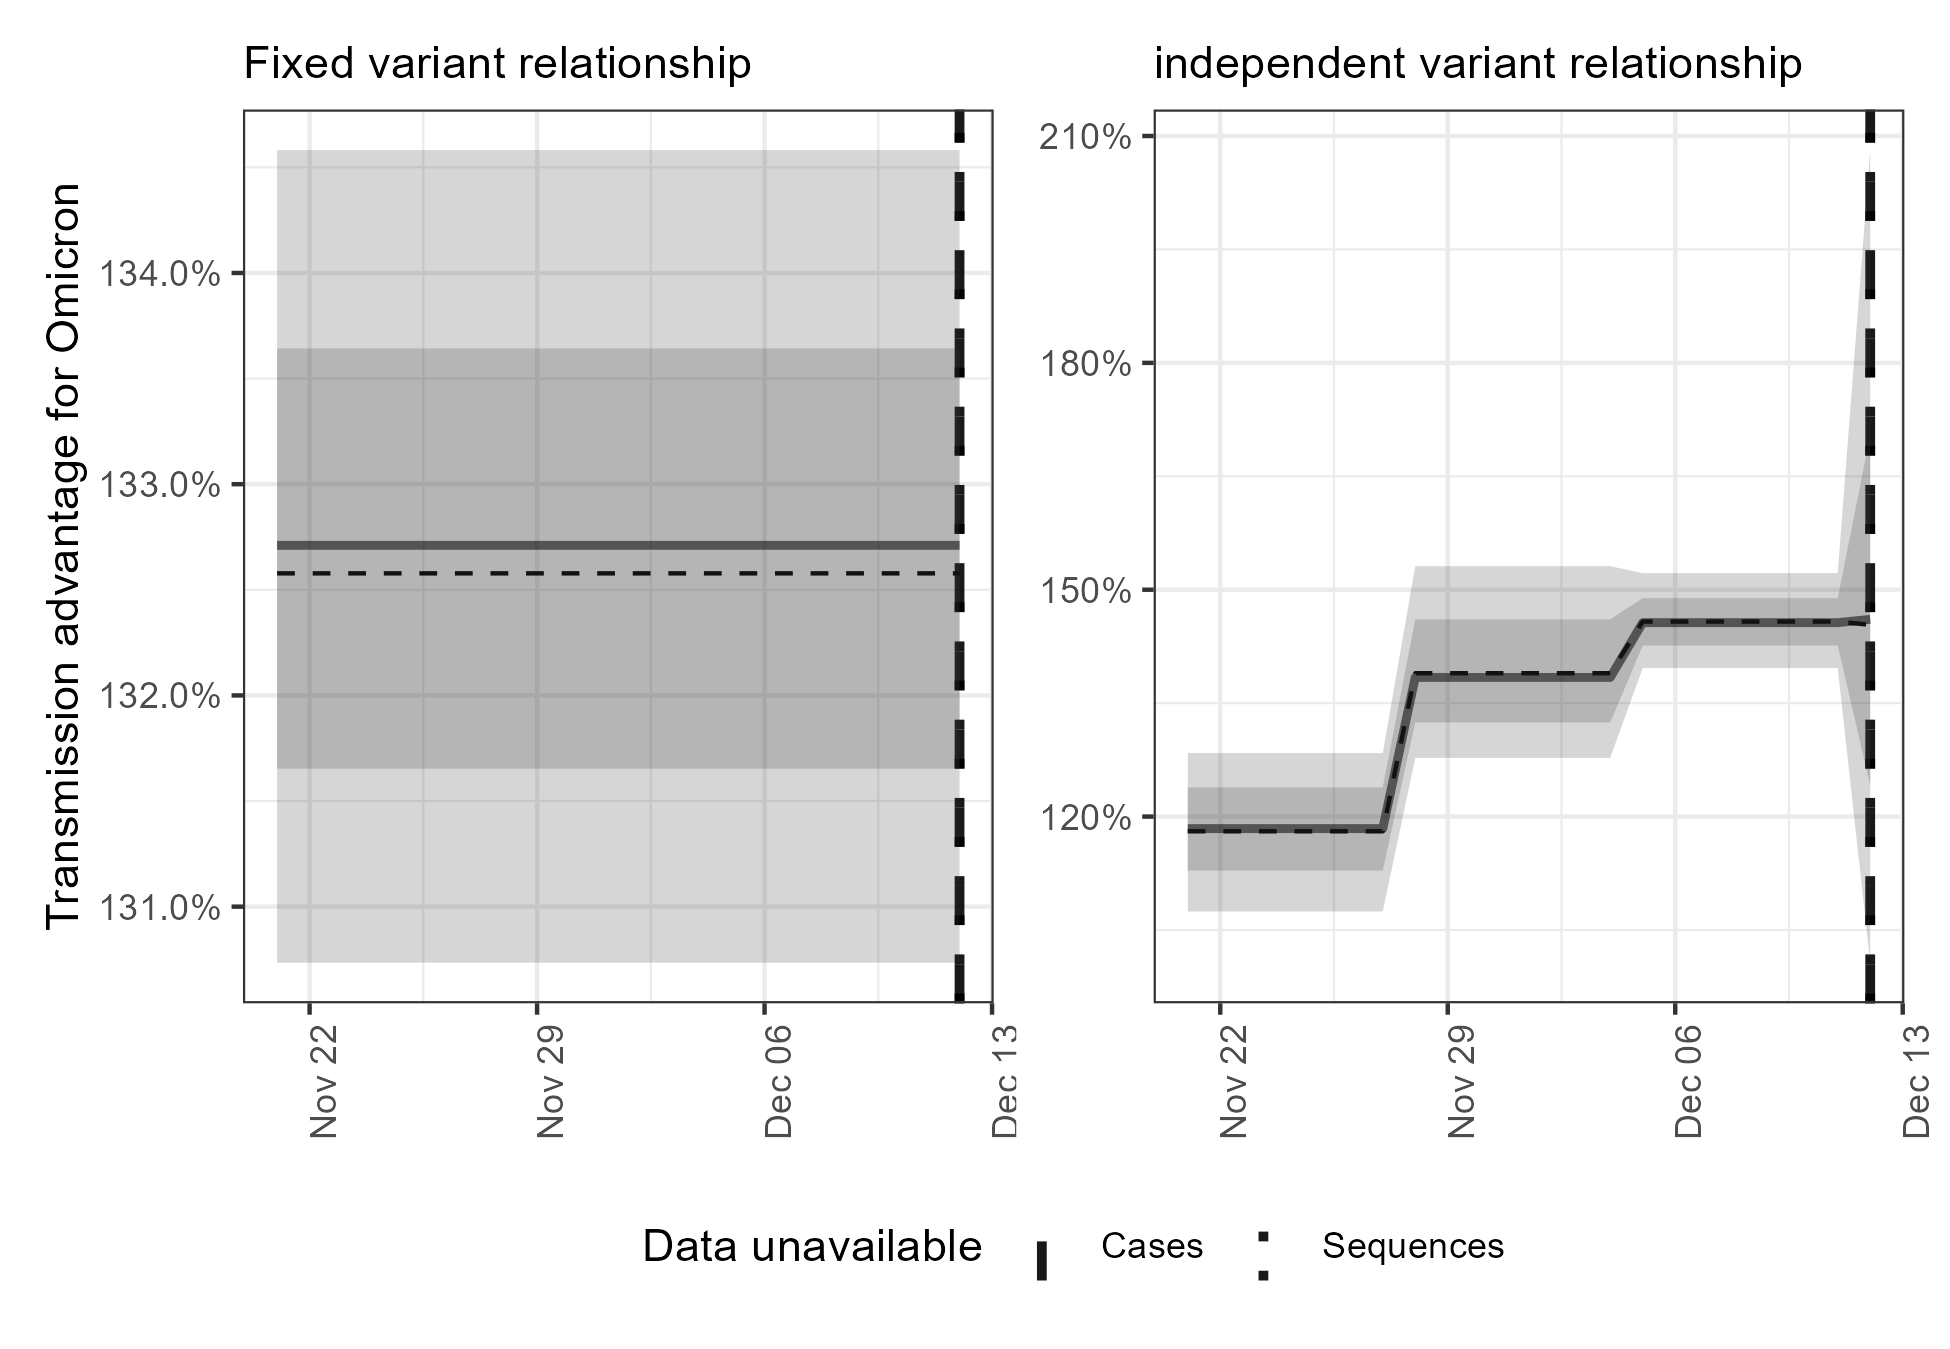 Fixed variant relationship
independent variant relationship
Transmission advantage for Omicron
134.0%
133.0%
132.0%
131.0%
Nov 22
Nov 29
Dec 06
Dec 13
210%
180%
150%
120%
Nov 22
Nov 29
Dec 06
Dec 13
Data unavailable
Cases
Sequences